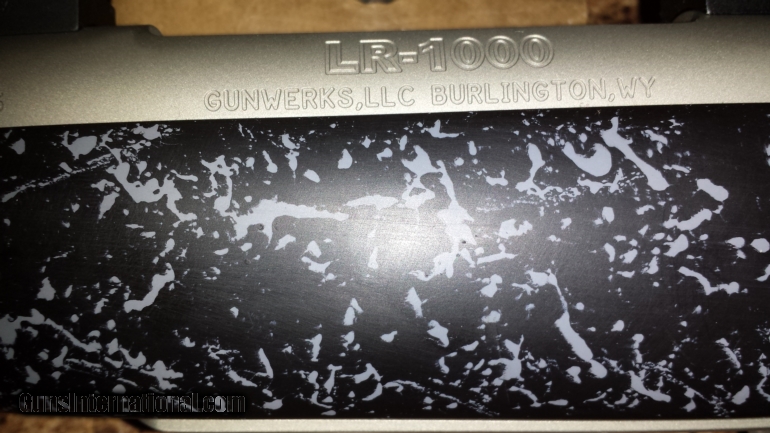 LR-1000
GUNWERKS,LLC BURLINGTON,WY
GunsInternational.com